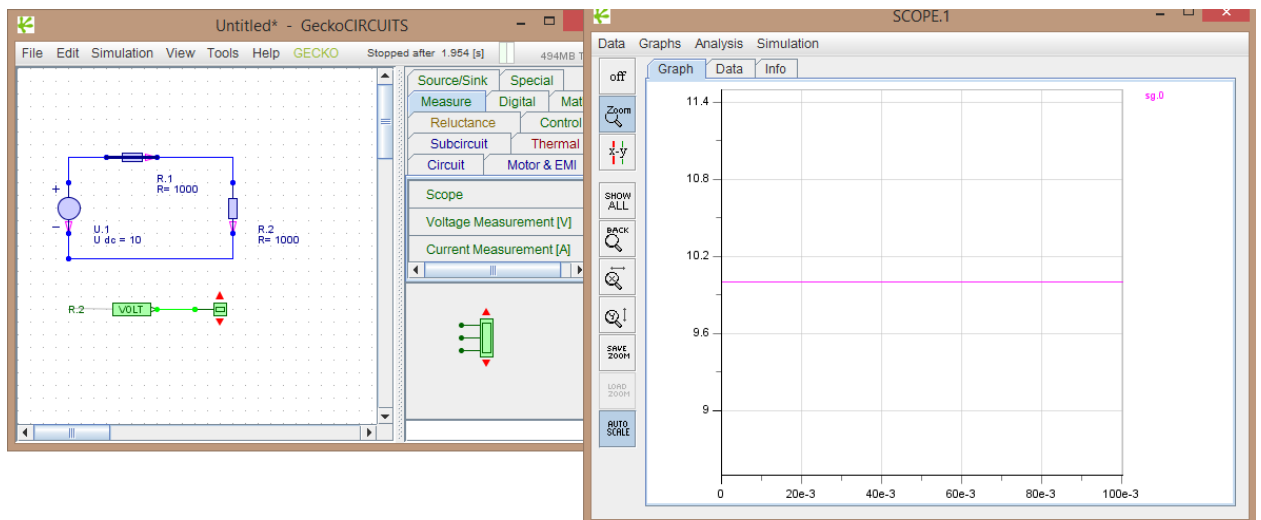 Untitled* - GeckoCIRCUITS
File Edit Simulation View Tools Help GECKO Stopped after 1.954 [s] 494MB
Source/Sink Special
Measure Digital Mat
Reluctance Control
Subcircuit Thermal
Circuit Motor & EMI
Scope
Voltage Measurement [V]
Current Measurement [A]
R.1
R= 1000
+
−
U.1
U dc = 10
R.2
R= 1000
R.2 VOLT
SCOPE.1
Data Graphs Analysis Simulation
Graph Data Info
off
Zoom
x-y
SHOW
ALL
BACK
SAVE
ZOOM
LOAD
ZOOM
AUTO
SCALE
sg.0
11.4
10.8
10.2
9.6
9
0 20e-3 40e-3 60e-3 80e-3 100e-3